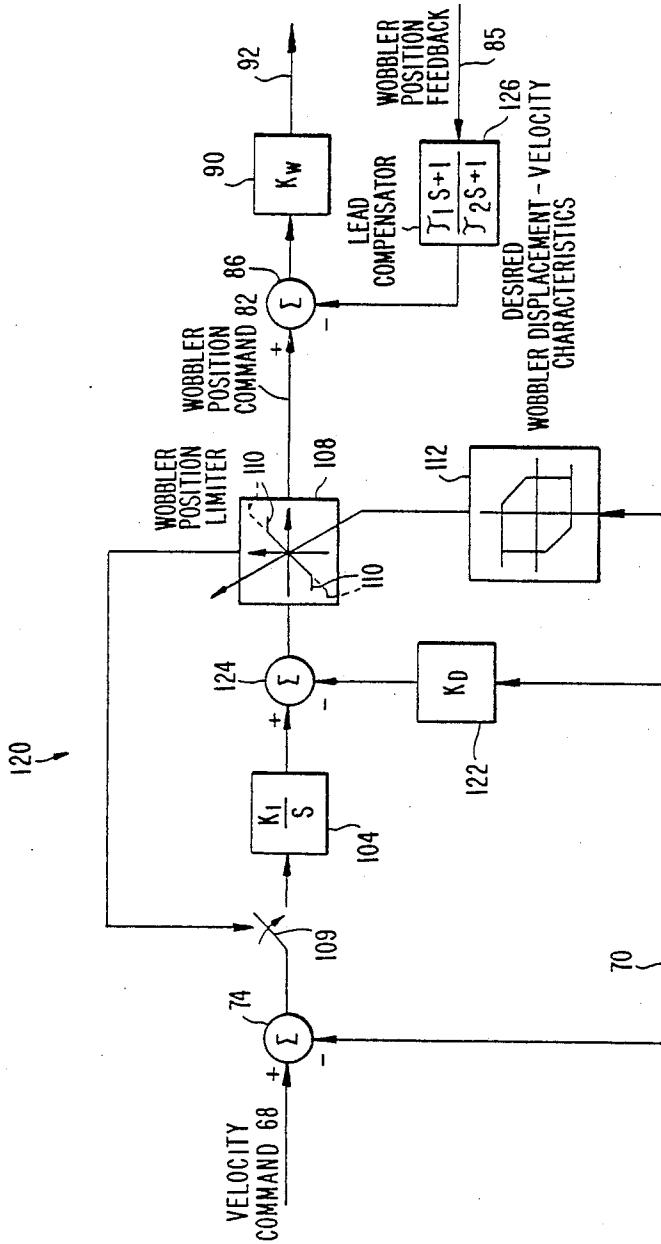 120
VELOCITY
COMMAND 68
+
-
74
Σ
109
K1
S
104
+
-
Σ
124
KD
122
WOBBLER
POSITION
LIMITER
108
110
110
112
DESIRED
WOBBLER DISPLACEMENT-VELOCITY
CHARACTERISTICS
WOBBLER
POSITION
COMMAND 82
+
-
Σ
86
KW
90
92
LEAD
COMPENSATOR
τ1S+1
τ2S+1
126
WOBBLER
POSITION
FEEDBACK
85
70